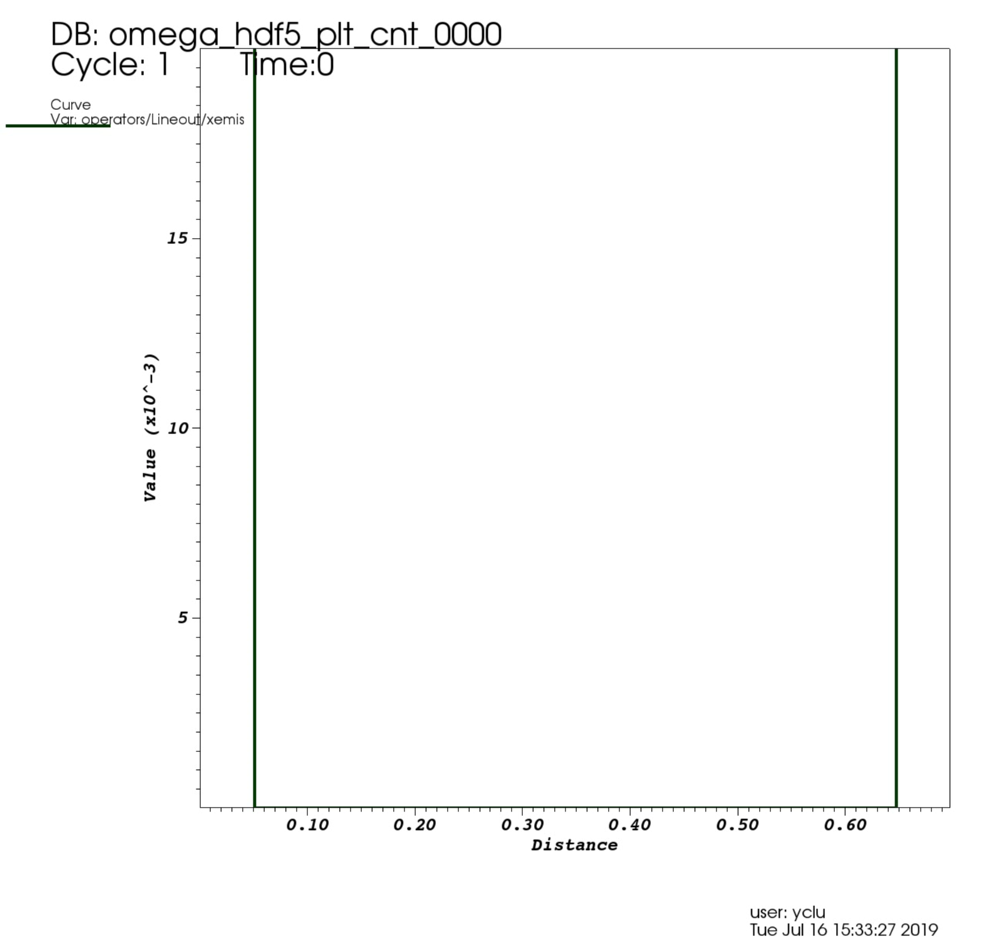 DB: omega_hdf5_plt_cnt_0000
Cycle: 1 Time:0
Curve
Var: operators/Lineout/xemis
15
10
5
Value (x10^-3)
0.10 0.20 0.30 0.40 0.50 0.60
Distance
user: yclu
Tue Jul 16 15:33:27 2019